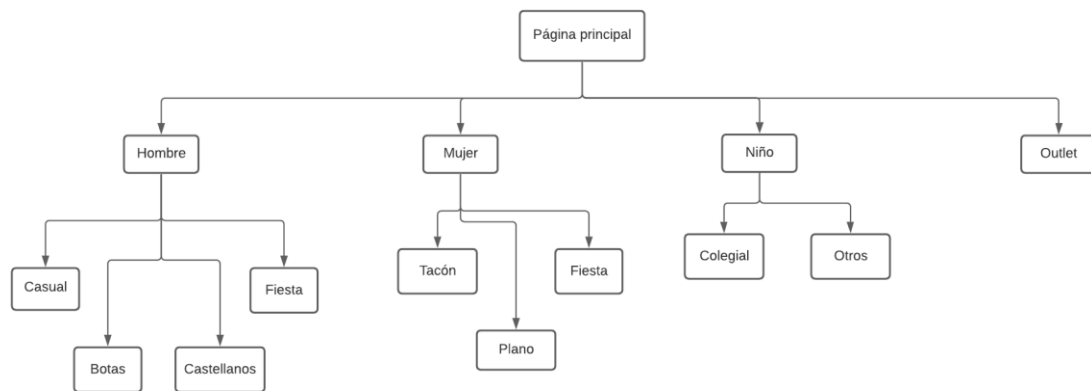 Página principal
Hombre
Mujer
Niño
Outlet
Casual
Fiesta
Botas
Castellanos
Tacón
Fiesta
Plano
Colegial
Otros